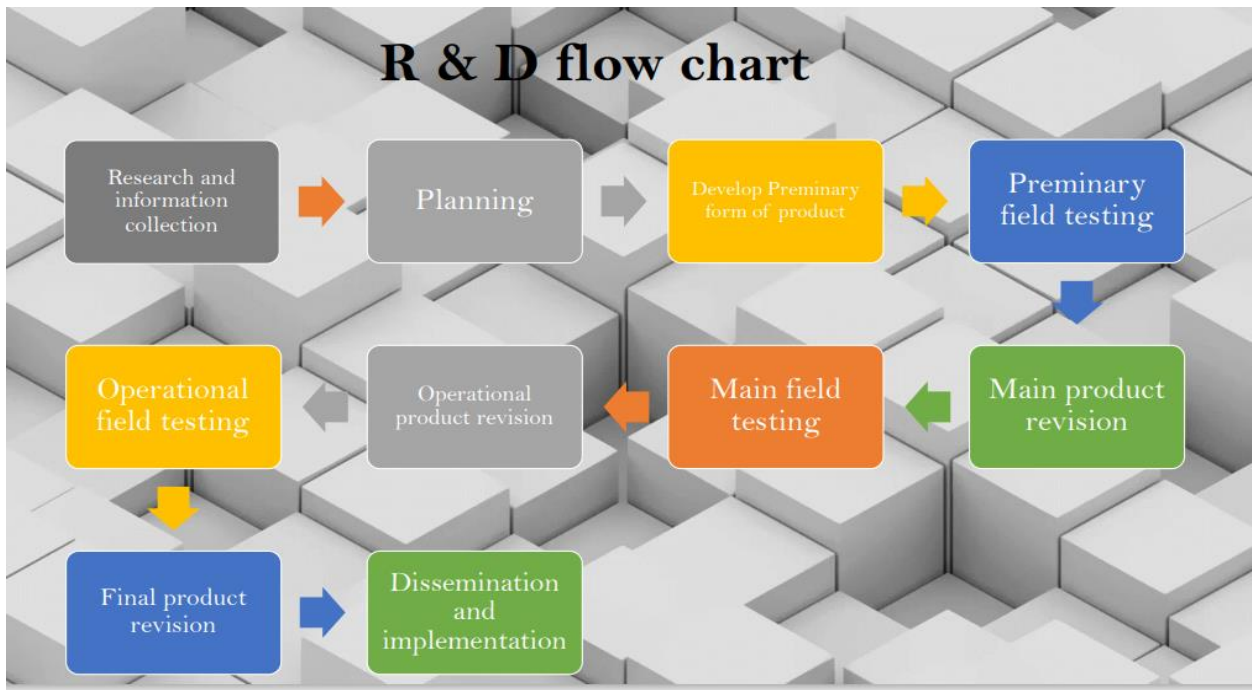 R & D flow chart
Research and
information
collection
Planning
Develop Preminary
form of product
Preminary
field testing
Main product
revision
Main field
testing
Operational
product revision
Operational
field testing
Final product
revision
Dissemination
and
implementation